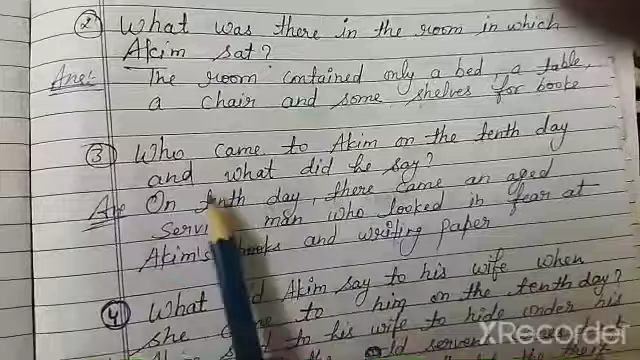 ② What was there in the room in which
Akim sat?
Ans:- The room contained only a bed, a table,
a chair and some shelves for books
③ Who came to Akim on the tenth day
and what did he say?
Ans On tenth day, there came an aged
man who looked in fear at
Akim's and writing paper
④ What Akim say to his wife when
she to him on the tenth day?
to his wife to hide under his
XRecorder